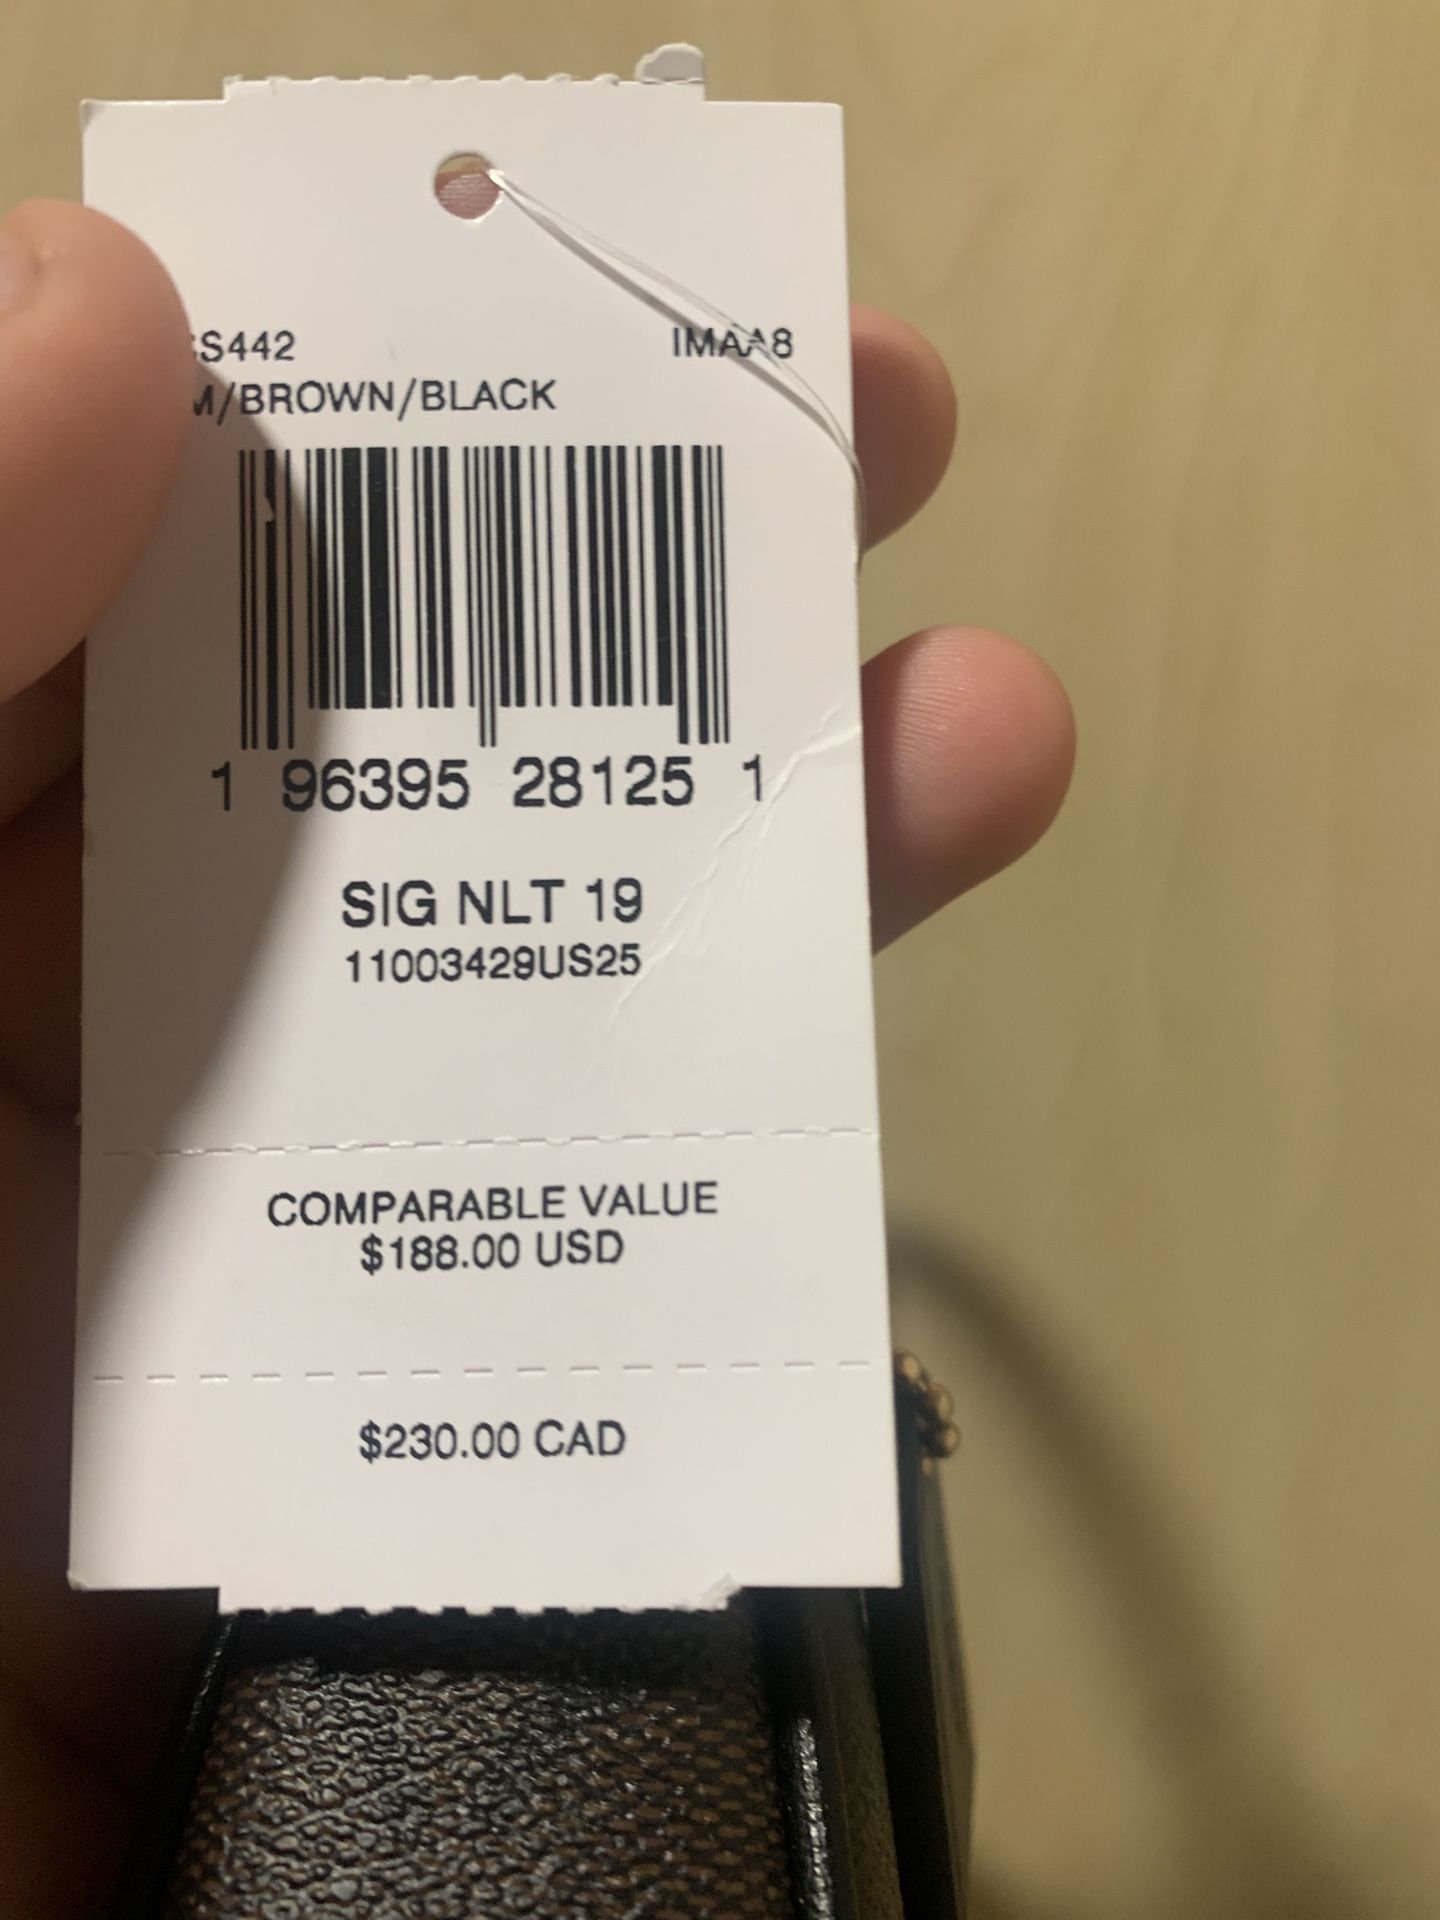 S442 IMAA8
M/BROWN/BLACK
1 96395 28125 1
SIG NLT 19
11003429US25
COMPARABLE VALUE
$188.00 USD
$230.00 CAD